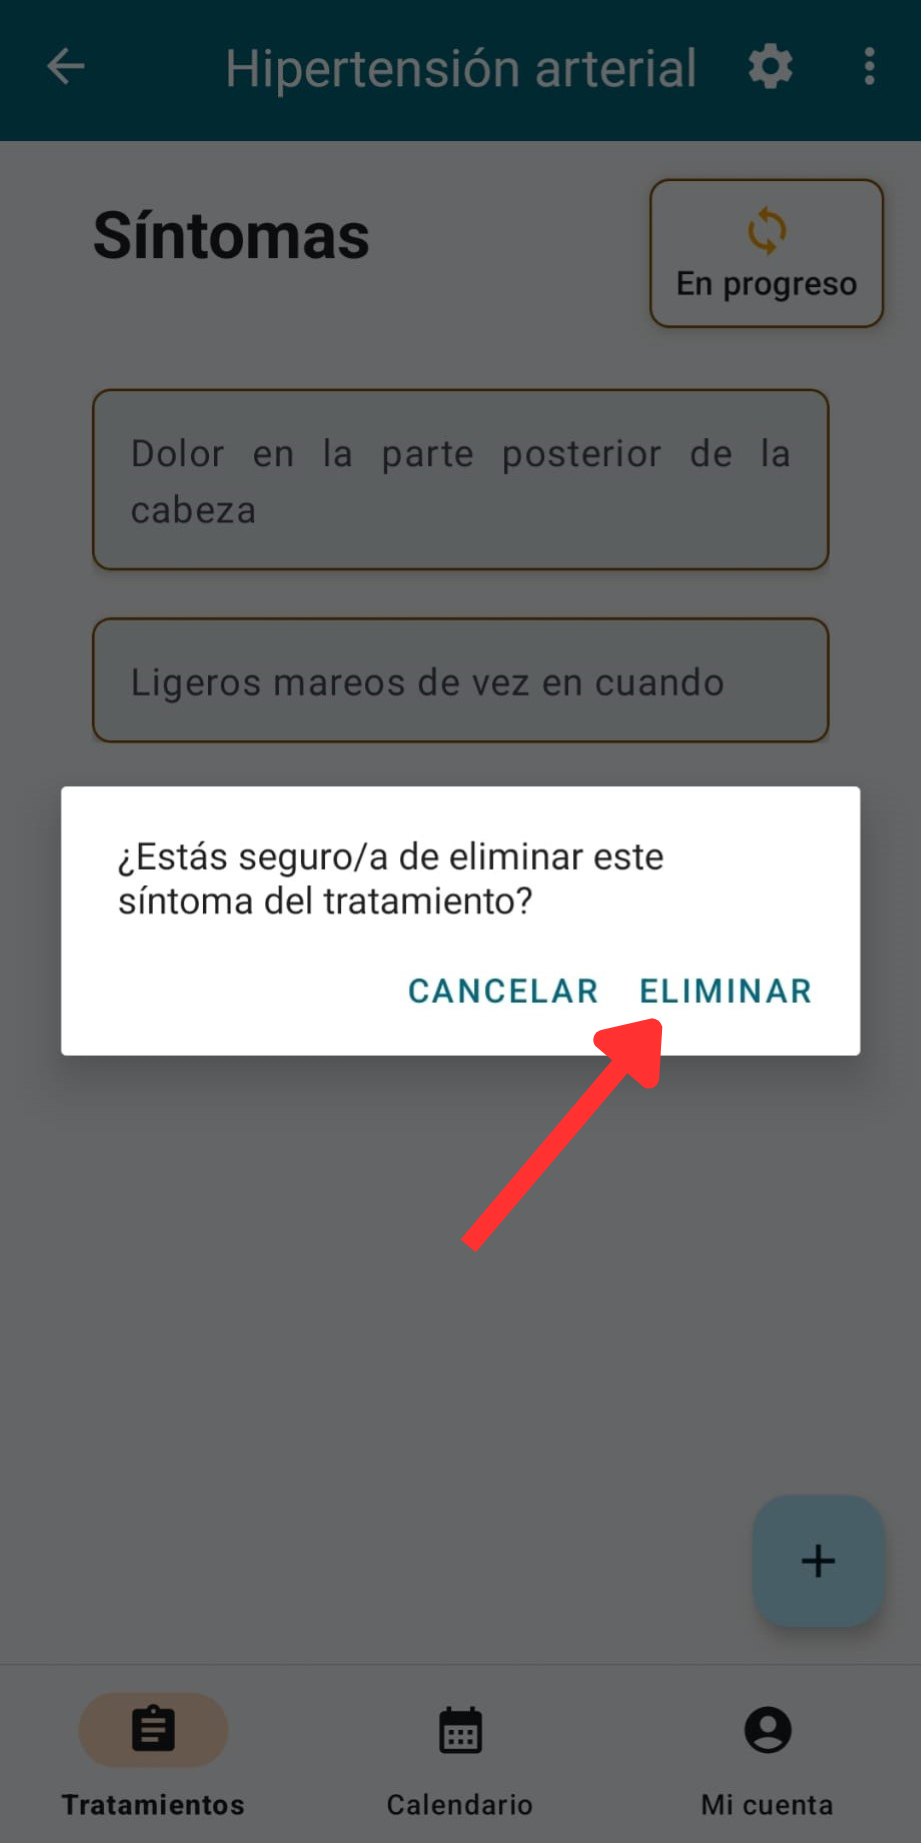 Hipertensión arterial
Síntomas
En progreso
Dolor en la parte posterior de la
cabeza
Ligeros mareos de vez en cuando
¿Estás seguro/a de eliminar este
síntoma del tratamiento?
CANCELAR ELIMINAR
Tratamientos Calendario Mi cuenta